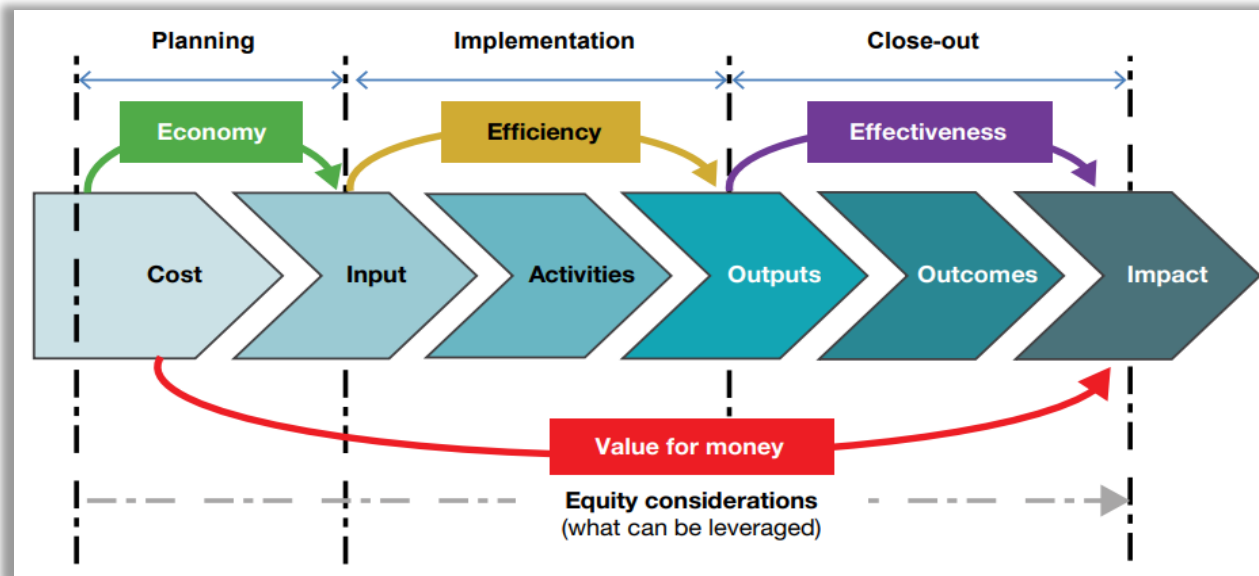 Planning
Implementation
Close-out
Economy
Efficiency
Effectiveness
Cost
Input
Activities
Outputs
Outcomes
Impact
Value for money
Equity considerations
(what can be leveraged)